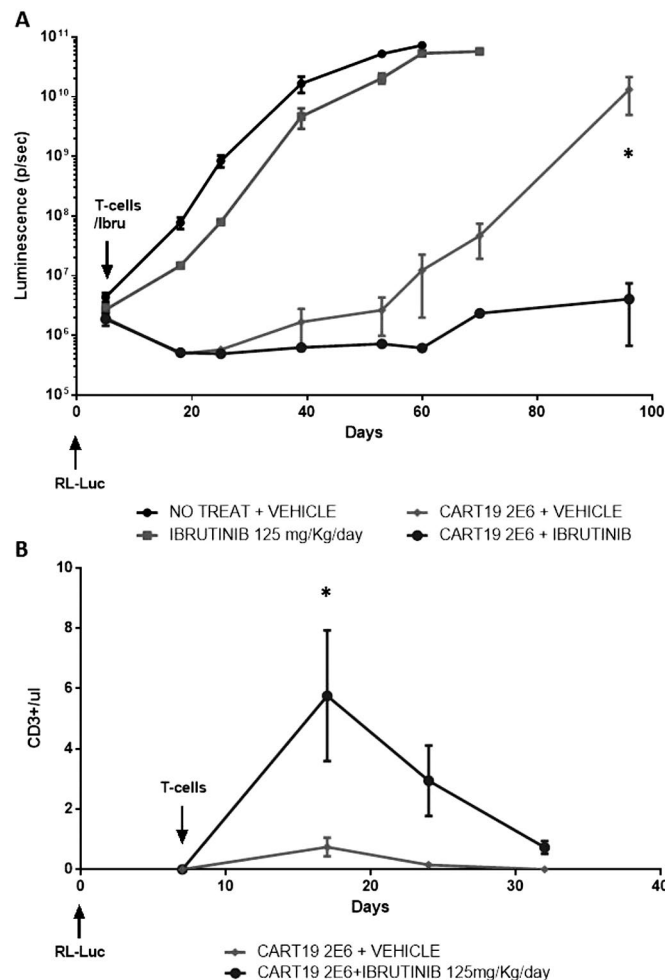 A
10¹¹
10¹⁰
10⁹
10⁸
10⁷
10⁶
10⁵
Luminescence (p/sec)
T-cells
/Ibru
*
0 20 40 60 80 100
Days
RL-Luc
NO TREAT + VEHICLE CART19 2E6 + VEHICLE
IBRUTINIB 125 mg/Kg/day CART19 2E6 + IBRUTINIB
B
10
8
6
4
2
0
CD3+/ul
*
T-cells
0 10 20 30 40
Days
RL-Luc
CART19 2E6 + VEHICLE
CART19 2E6+IBRUTINIB 125mg/Kg/day